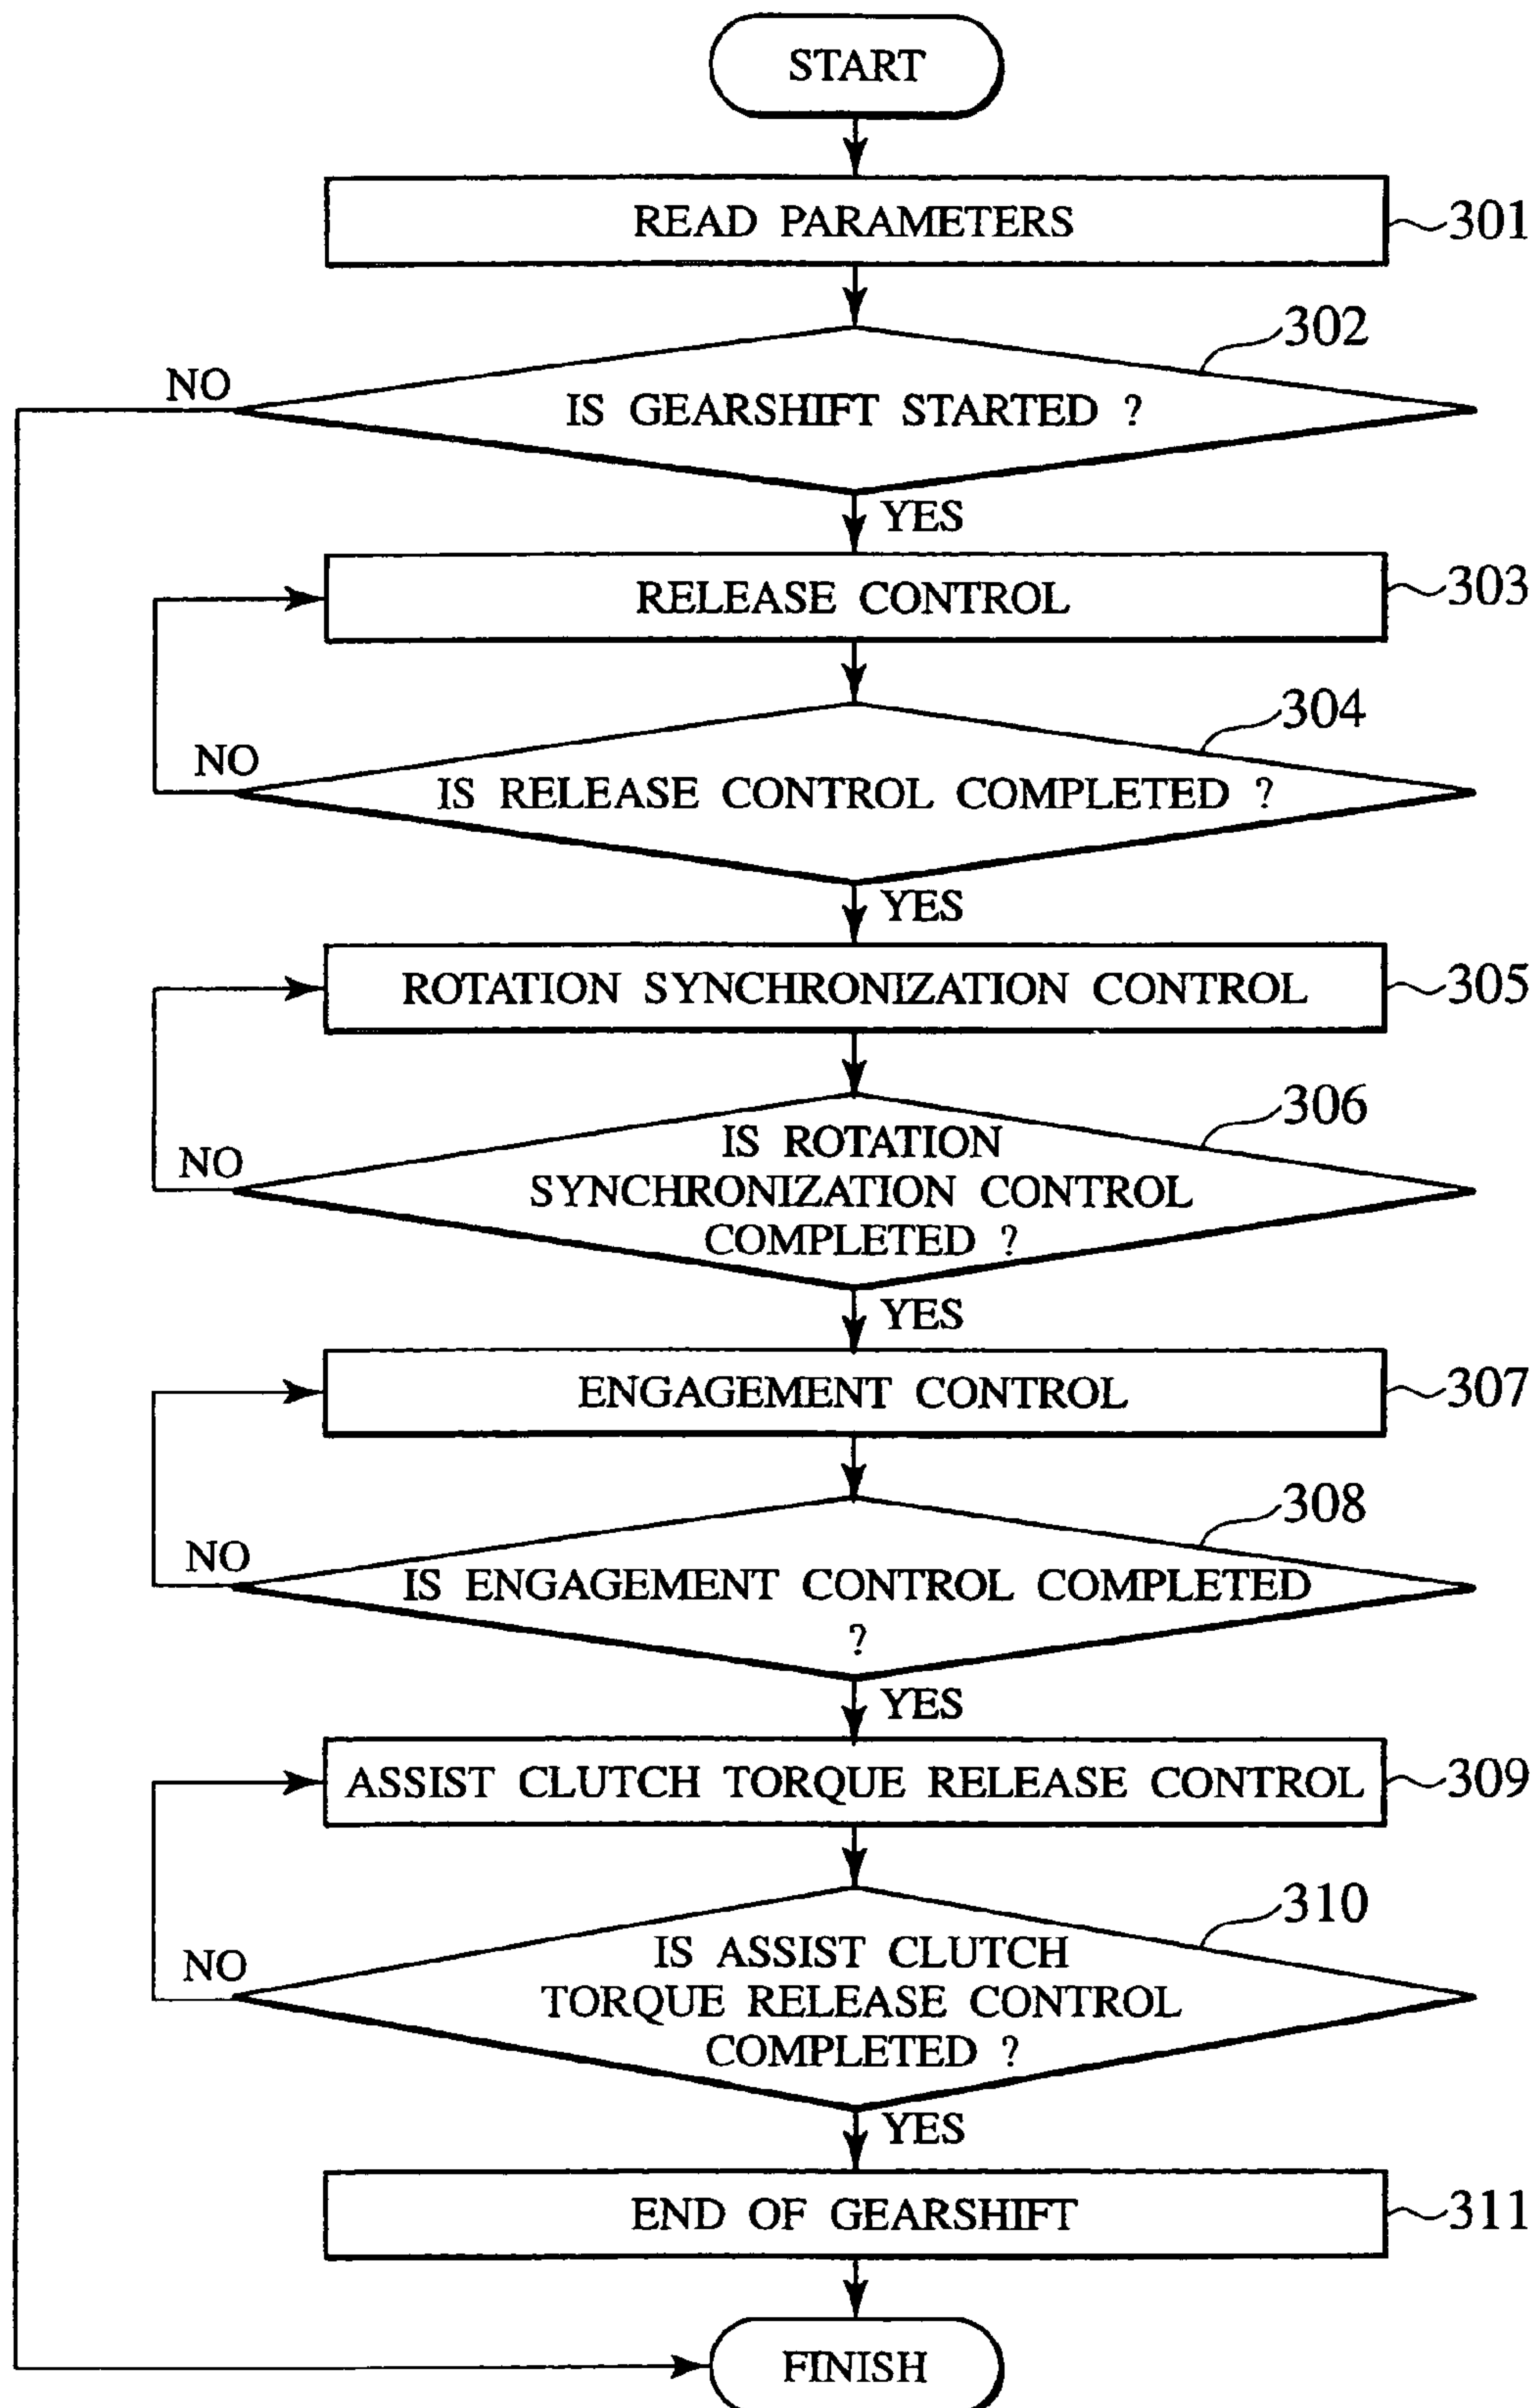 START
READ PARAMETERS
301
302
NO
IS GEARSHIFT STARTED ?
YES
RELEASE CONTROL
303
304
NO
IS RELEASE CONTROL COMPLETED ?
YES
ROTATION SYNCHRONIZATION CONTROL
305
306
NO
IS ROTATION
SYNCHRONIZATION CONTROL
COMPLETED ?
YES
ENGAGEMENT CONTROL
307
308
NO
IS ENGAGEMENT CONTROL COMPLETED
?
YES
ASSIST CLUTCH TORQUE RELEASE CONTROL
309
310
NO
IS ASSIST CLUTCH
TORQUE RELEASE CONTROL
COMPLETED ?
YES
END OF GEARSHIFT
311
FINISH